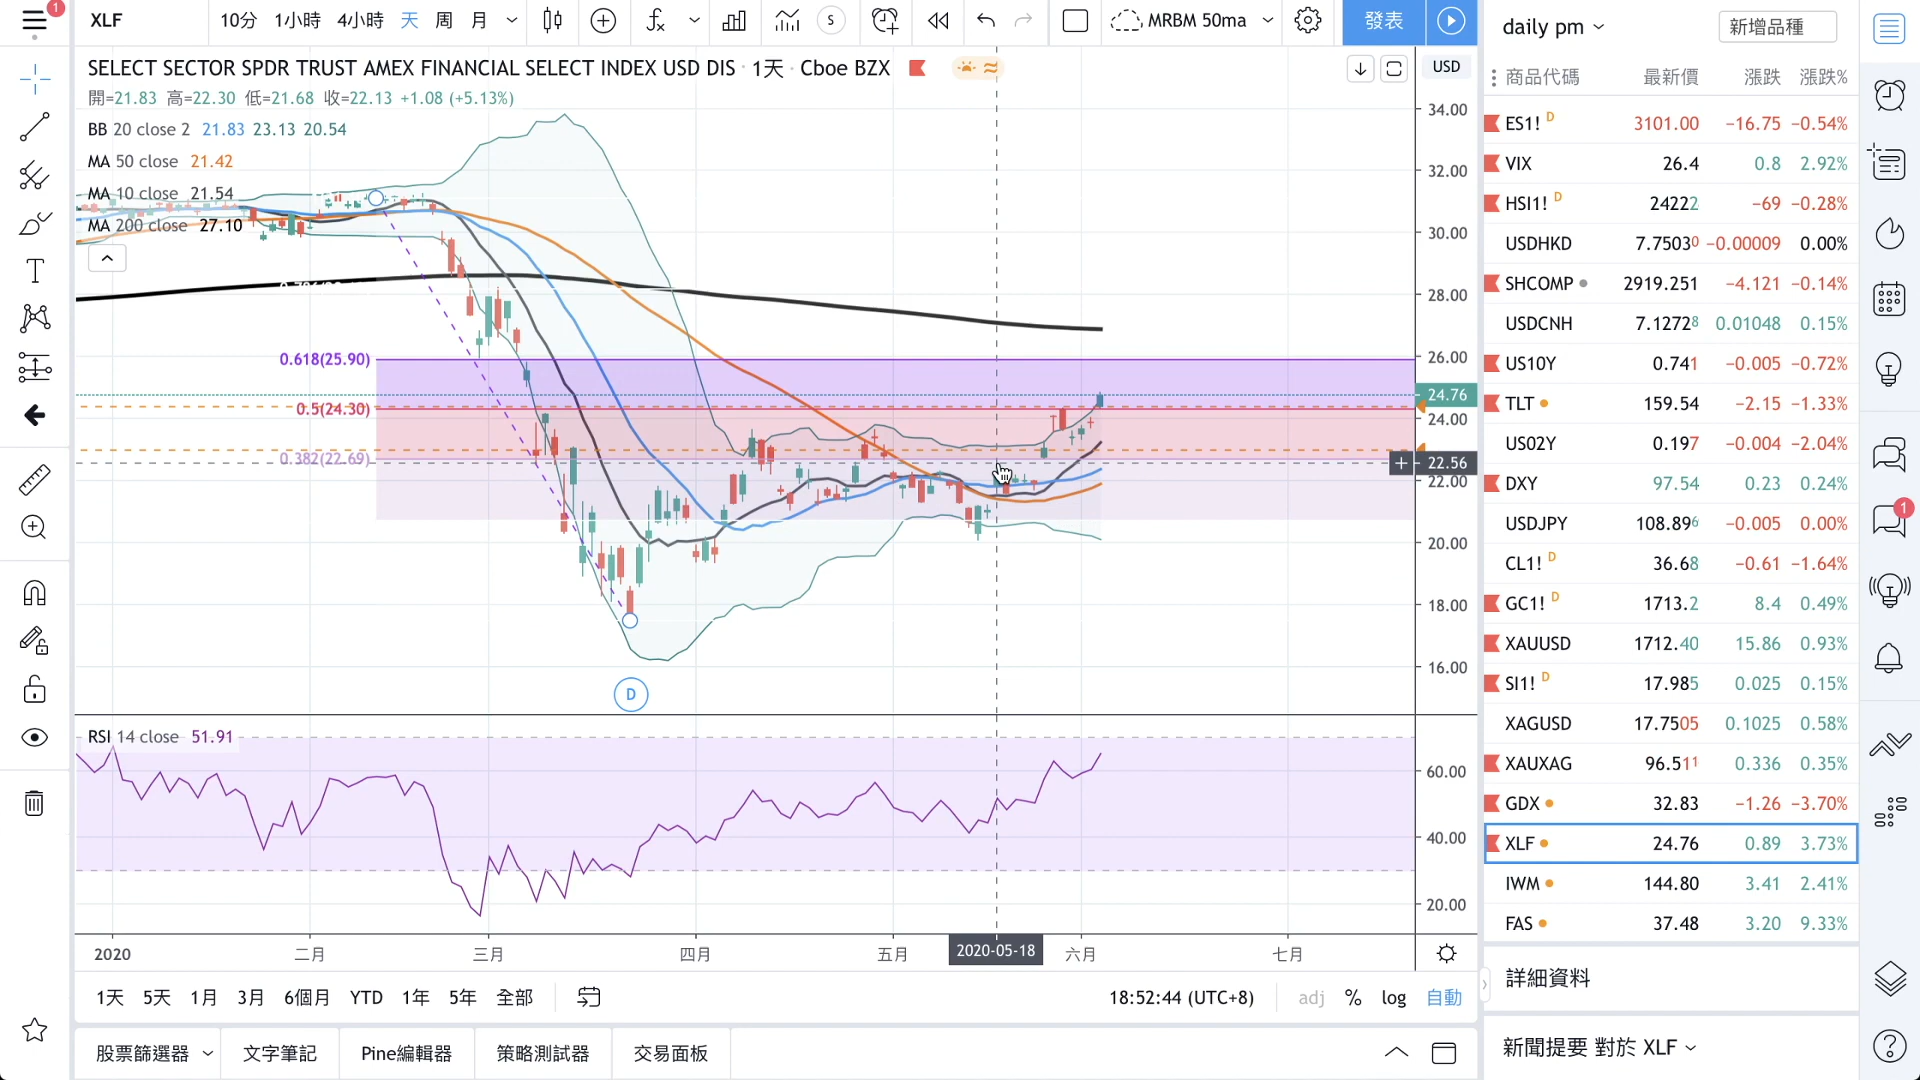 1
XLF
10分 1小時 4小時 天 周 月
S
MRBM 50ma
發表
SELECT SECTOR SPDR TRUST AMEX FINANCIAL SELECT INDEX USD DIS · 1天 · Cboe BZX
USD
開=21.83 高=22.30 低=21.68 收=22.13 +1.08 (+5.13%)
BB 20 close 2 21.83 23.13 20.54
MA 50 close 21.42
MA 10 close 21.54
MA 200 close 27.10
34.00
32.00
30.00
28.00
0.618(25.90)
26.00
24.76
0.5(24.30)
24.00
0.382(22.69)
22.56
22.00
20.00
18.00
16.00
D
RSI 14 close 51.91
60.00
40.00
20.00
2020 二月 三月 四月 五月 2020-05-18 六月 七月
1天 5天 1月 3月 6個月 YTD 1年 5年 全部
18:52:44 (UTC+8) adj % log 自動
股票篩選器 文字筆記 Pine編輯器 策略測試器 交易面板
daily pm
新增品種
商品代碼 最新價 漲跌 漲跌%
ES1! D 3101.00 −16.75 −0.54%
VIX 26.4 0.8 2.92%
HSI1! D 24222 −69 −0.28%
USDHKD 7.75030 −0.00009 0.00%
SHCOMP 2919.251 −4.121 −0.14%
USDCNH 7.12728 0.01048 0.15%
US10Y 0.741 −0.005 −0.72%
TLT 159.54 −2.15 −1.33%
US02Y 0.197 −0.004 −2.04%
DXY 97.54 0.23 0.24%
USDJPY 108.896 −0.005 0.00%
CL1! D 36.68 −0.61 −1.64%
GC1! D 1713.2 8.4 0.49%
XAUUSD 1712.40 15.86 0.93%
SI1! D 17.985 0.025 0.15%
XAGUSD 17.7505 0.1025 0.58%
XAUXAG 96.511 0.336 0.35%
GDX 32.83 −1.26 −3.70%
XLF 24.76 0.89 3.73%
IWM 144.80 3.41 2.41%
FAS 37.48 3.20 9.33%
詳細資料
新聞提要 對於 XLF
1